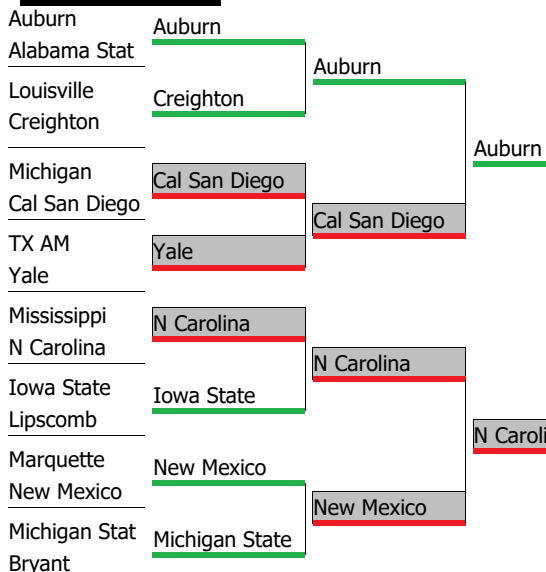 Auburn
Alabama Stat
Louisville
Creighton
Michigan
Cal San Diego
TX AM
Yale
Mississippi
N Carolina
Iowa State
Lipscomb
Marquette
New Mexico
Michigan Stat
Bryant
Auburn
Creighton
Cal San Diego
Yale
N Carolina
Iowa State
New Mexico
Michigan State
Auburn
Cal San Diego
N Carolina
New Mexico
Auburn
N Caroli